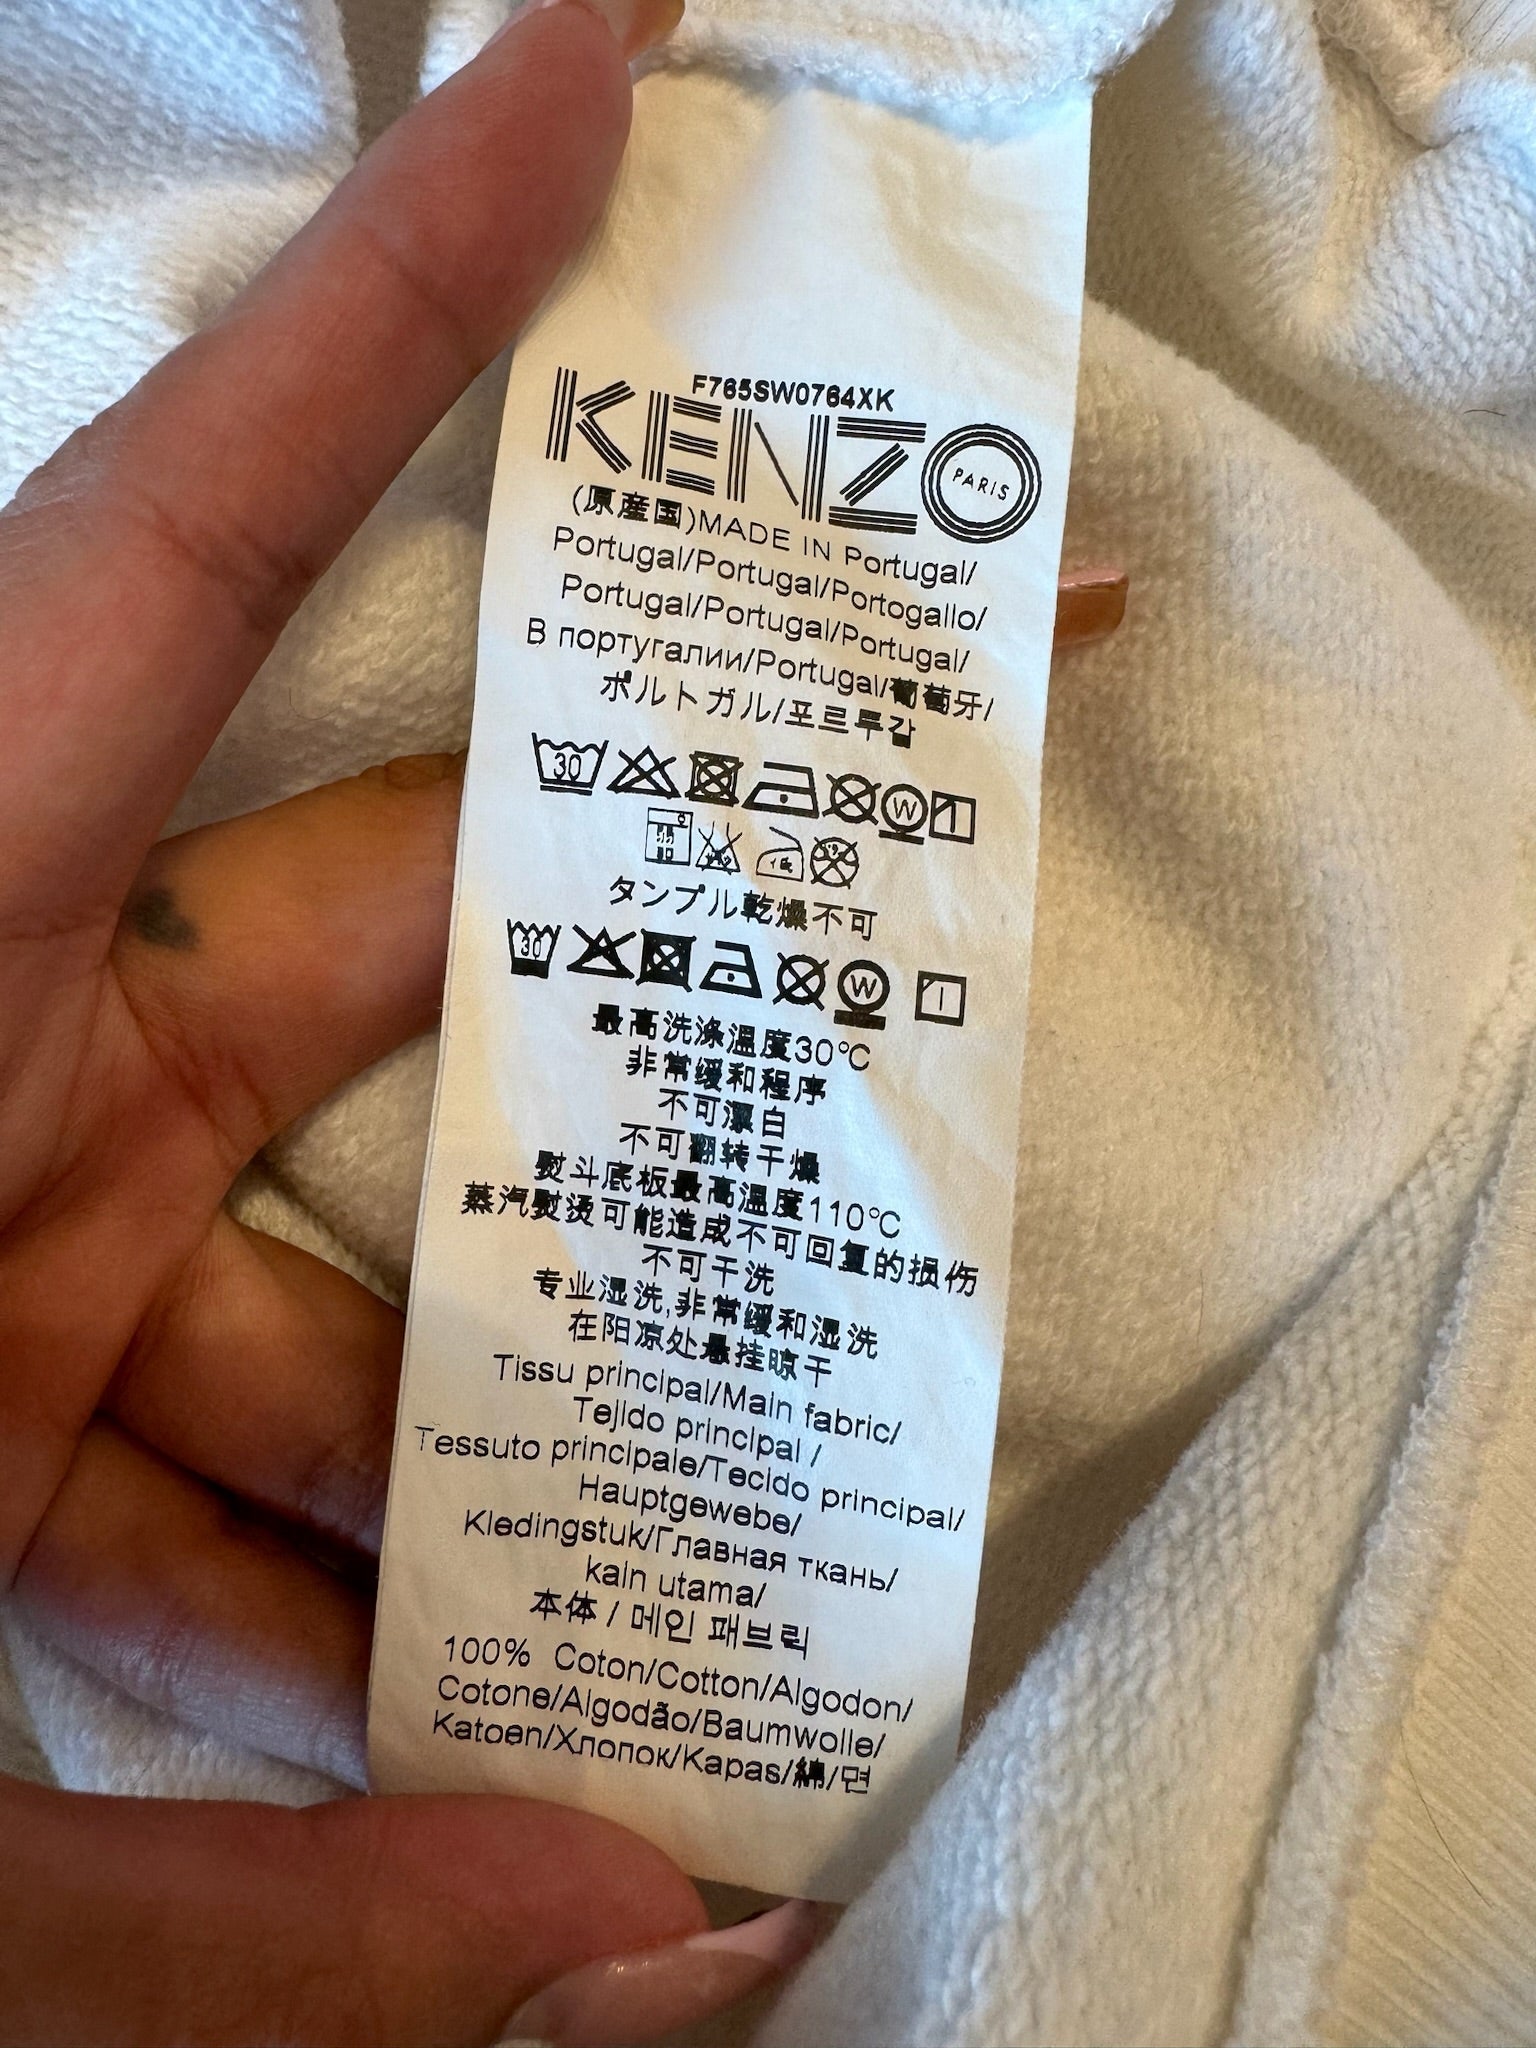 F765SW0764XK
KENZO
PARIS
(原産国)MADE IN Portugal/
Portugal/Portugal/Portogallo/
Portugal/Portugal/Portugal/
В португалии/Portugal/葡萄牙/
ポルトガル/포르투갈
30
W
タンブル乾燥不可
30
W
最高洗涤温度30°C
非常缓和程序
不可漂白
不可翻转干燥
熨斗底板最高温度110°C
蒸汽熨烫可能造成不可回复的损伤
不可干洗
专业湿洗,非常缓和湿洗
在阴凉处悬挂晾干
Tissu principal/Main fabric/
Tejido principal /
Tessuto principale/Tecido principal/
Hauptgewebe/
Kledingstuk/Главная ткань/
kain utama/
本体 / 메인 패브릭
100% Coton/Cotton/Algodon/
Cotone/Algodão/Baumwolle/
Katoen/Хлопок/Kapas/綿/면